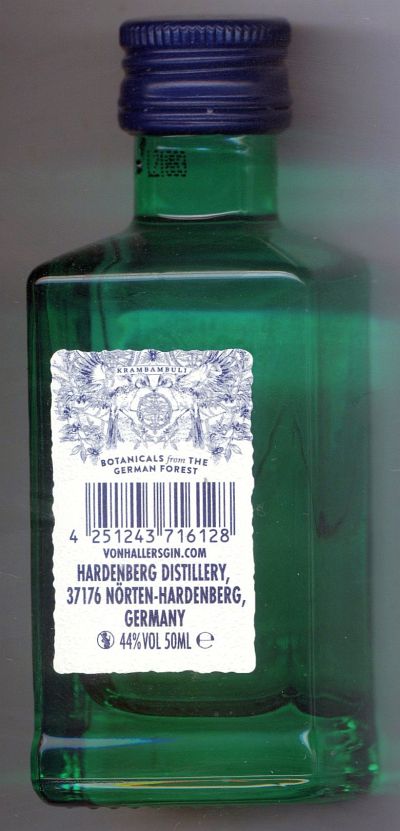 KRAMBAMBULI
BOTANICALS from THE
GERMAN FOREST
4 251243 716128
VONHALLERSGIN.COM
HARDENBERG DISTILLERY,
37176 NÖRTEN-HARDENBERG,
GERMANY
44%VOL 50ML ℮